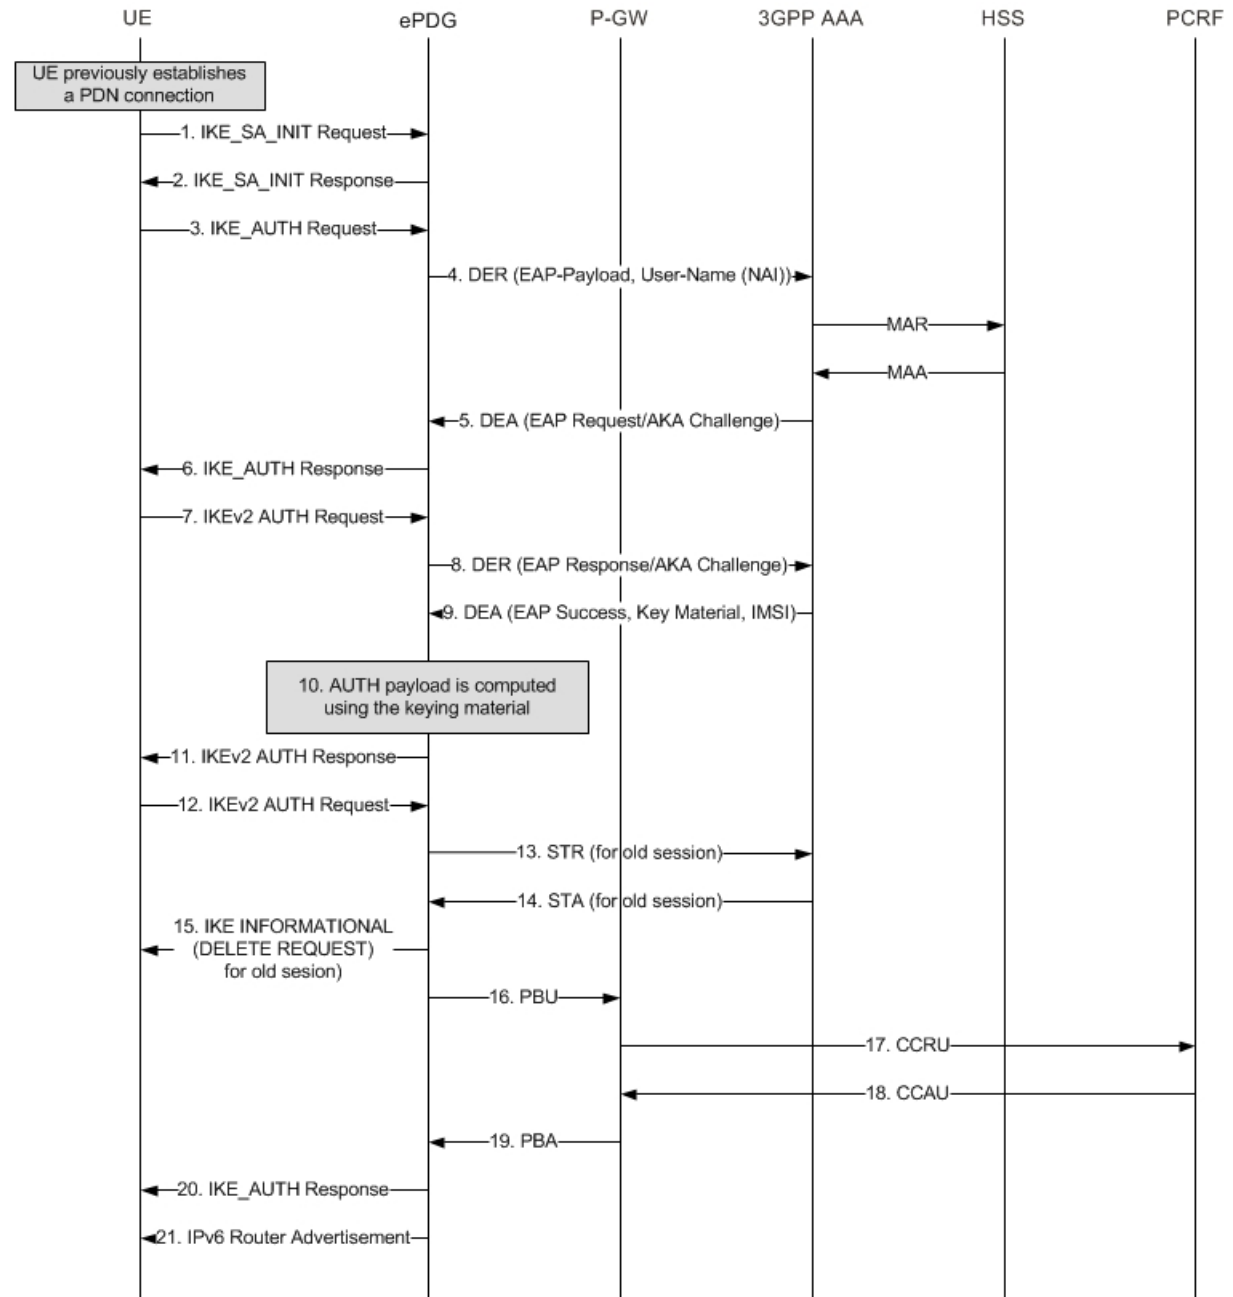 UE
ePDG
P-GW
3GPP AAA
HSS
PCRF
UE previously establishes
a PDN connection
1. IKE_SA_INIT Request
2. IKE_SA_INIT Response
3. IKE_AUTH Request
4. DER (EAP-Payload, User-Name (NAI))
MAR
MAA
5. DEA (EAP Request/AKA Challenge)
6. IKE_AUTH Response
7. IKEv2 AUTH Request
8. DER (EAP Response/AKA Challenge)
9. DEA (EAP Success, Key Material, IMSI)
10. AUTH payload is computed
using the keying material
11. IKEv2 AUTH Response
12. IKEv2 AUTH Request
13. STR (for old session)
14. STA (for old session)
15. IKE INFORMATIONAL
(DELETE REQUEST)
for old sesion)
16. PBU
17. CCRU
18. CCAU
19. PBA
20. IKE_AUTH Response
21. IPv6 Router Advertisement